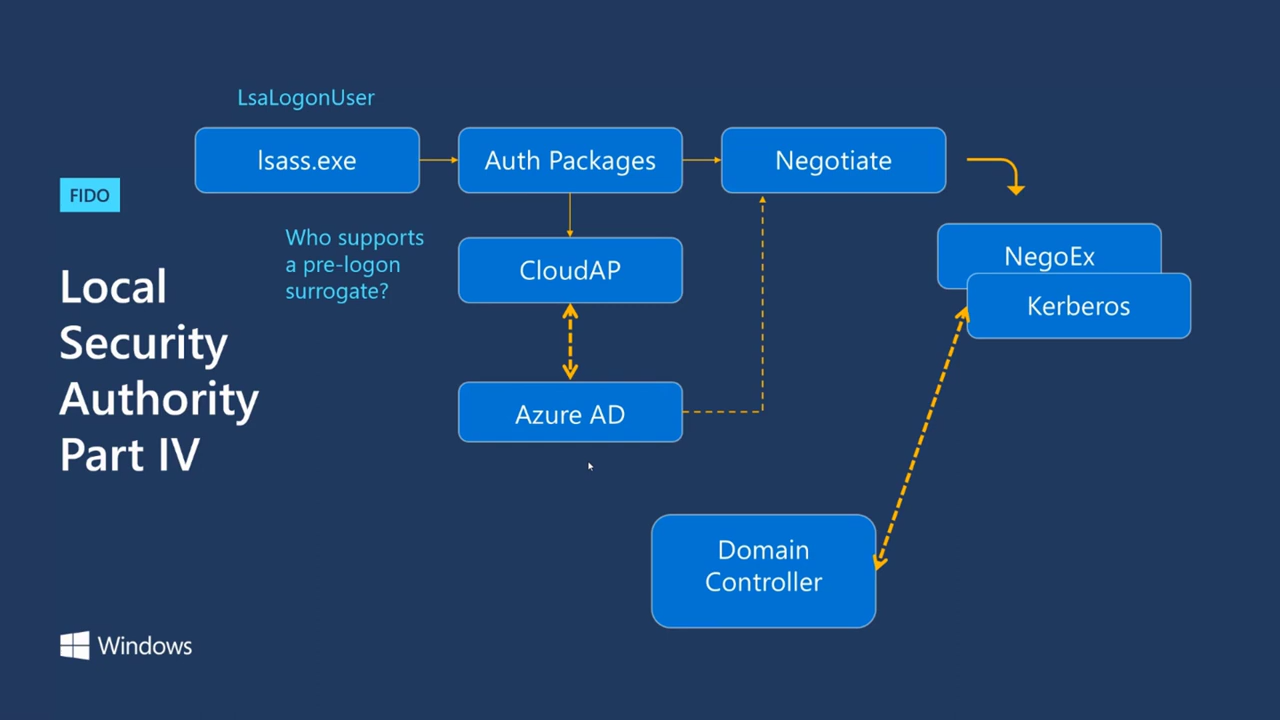 LsaLogonUser
lsass.exe
Auth Packages
Negotiate
FIDO
Who supports
a pre-logon
surrogate?
CloudAP
NegoEx
Kerberos
Local
Security
Authority
Part IV
Azure AD
Domain
Controller
Windows